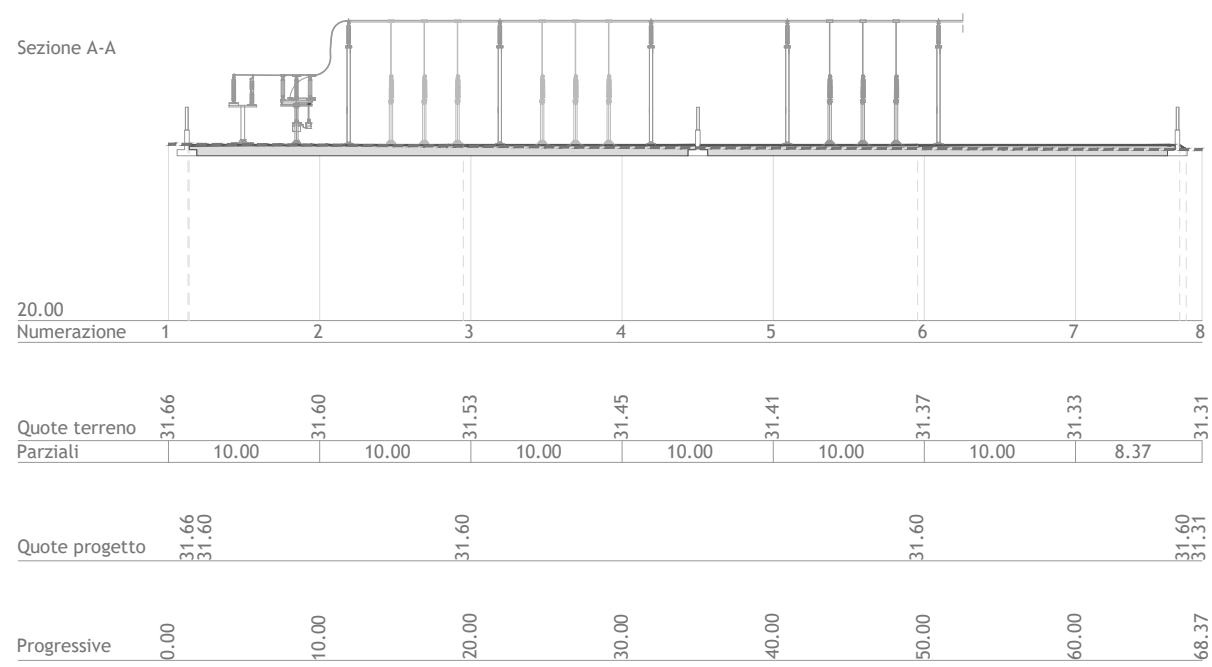 Sezione A-A
20.00
Numerazione 1 2 3 4 5 6 7 8
Quote terreno 31.66 31.60 31.53 31.45 31.41 31.37 31.33 31.31
Parziali 10.00 10.00 10.00 10.00 10.00 10.00 8.37
Quote progetto 31.66 31.60 31.60 31.60 31.60 31.31
Progressive 0.00 10.00 20.00 30.00 40.00 50.00 60.00 68.37